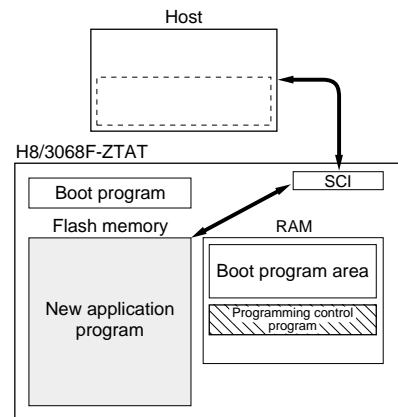 Host
H8/3068F-ZTAT
SCI
Boot program
Flash memory
RAM
Boot program area
New application
program
Programming control
program